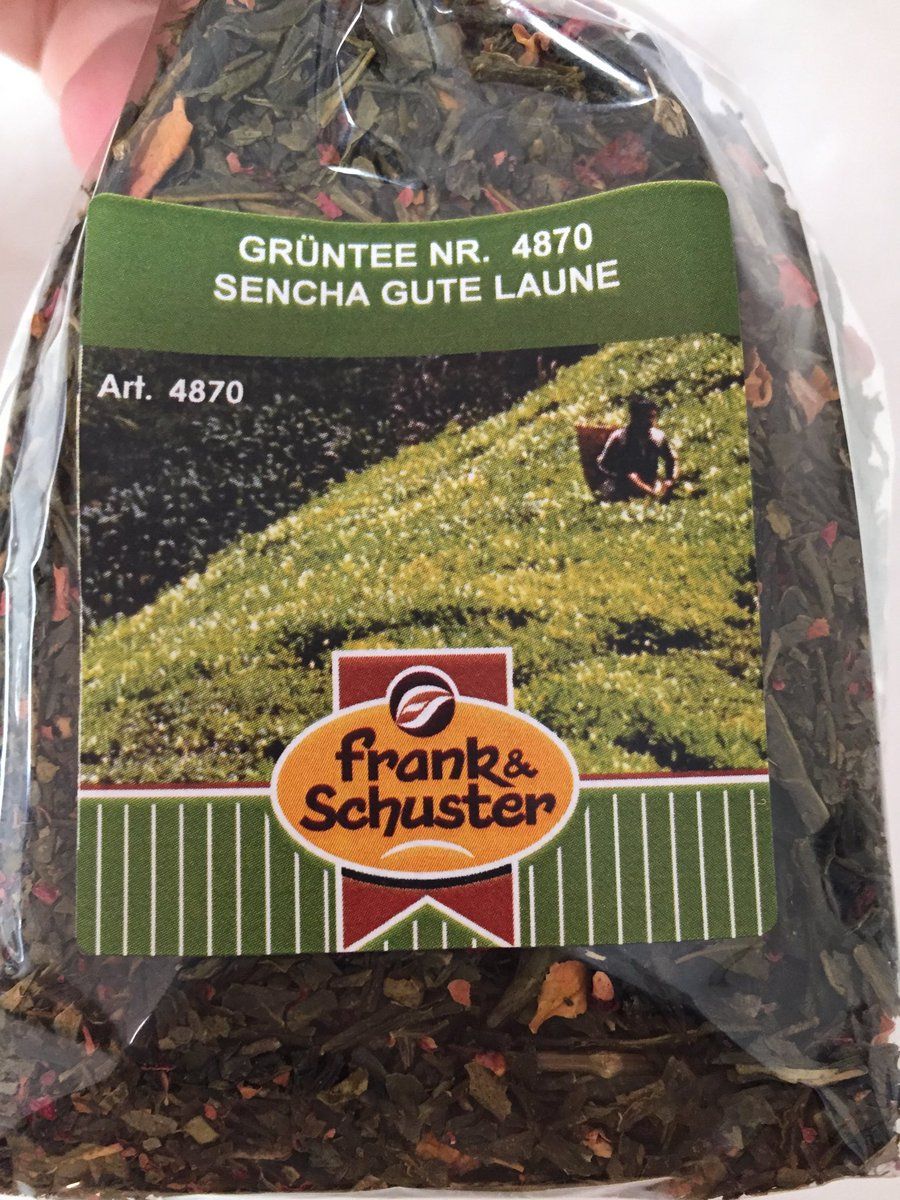 GRÜNTEE NR. 4870
SENCHA GUTE LAUNE
Art. 4870
frank &
Schuster